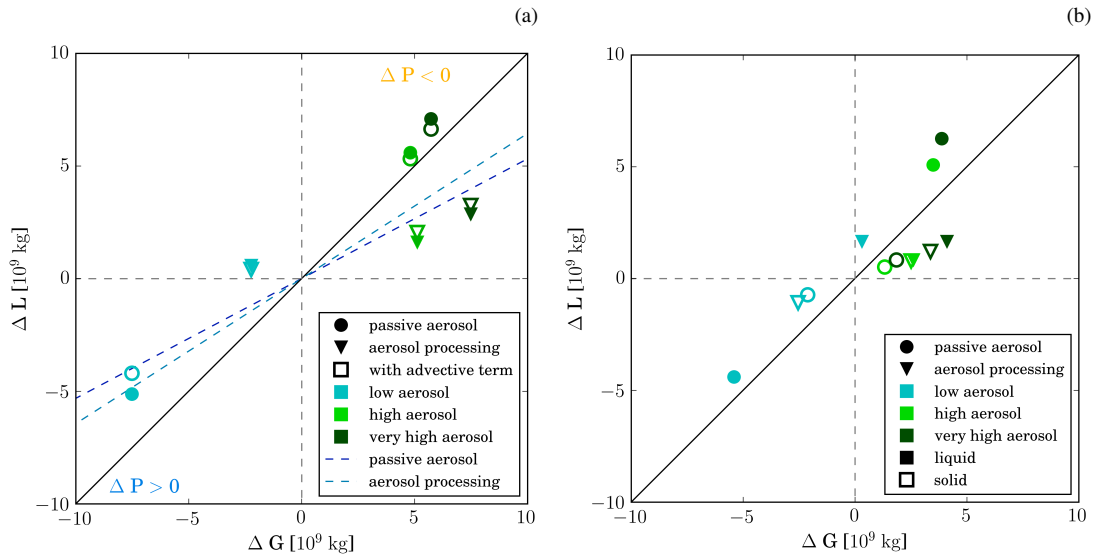 (a)
10
5
0
−5
−10
−10
−5
0
5
10
Δ L [10⁹ kg]
Δ G [10⁹ kg]
Δ P < 0
Δ P > 0
passive aerosol
aerosol processing
with advective term
low aerosol
high aerosol
very high aerosol
passive aerosol
aerosol processing
(b)
10
5
0
−5
−10
−10
−5
0
5
10
Δ L [10⁹ kg]
Δ G [10⁹ kg]
passive aerosol
aerosol processing
low aerosol
high aerosol
very high aerosol
liquid
solid